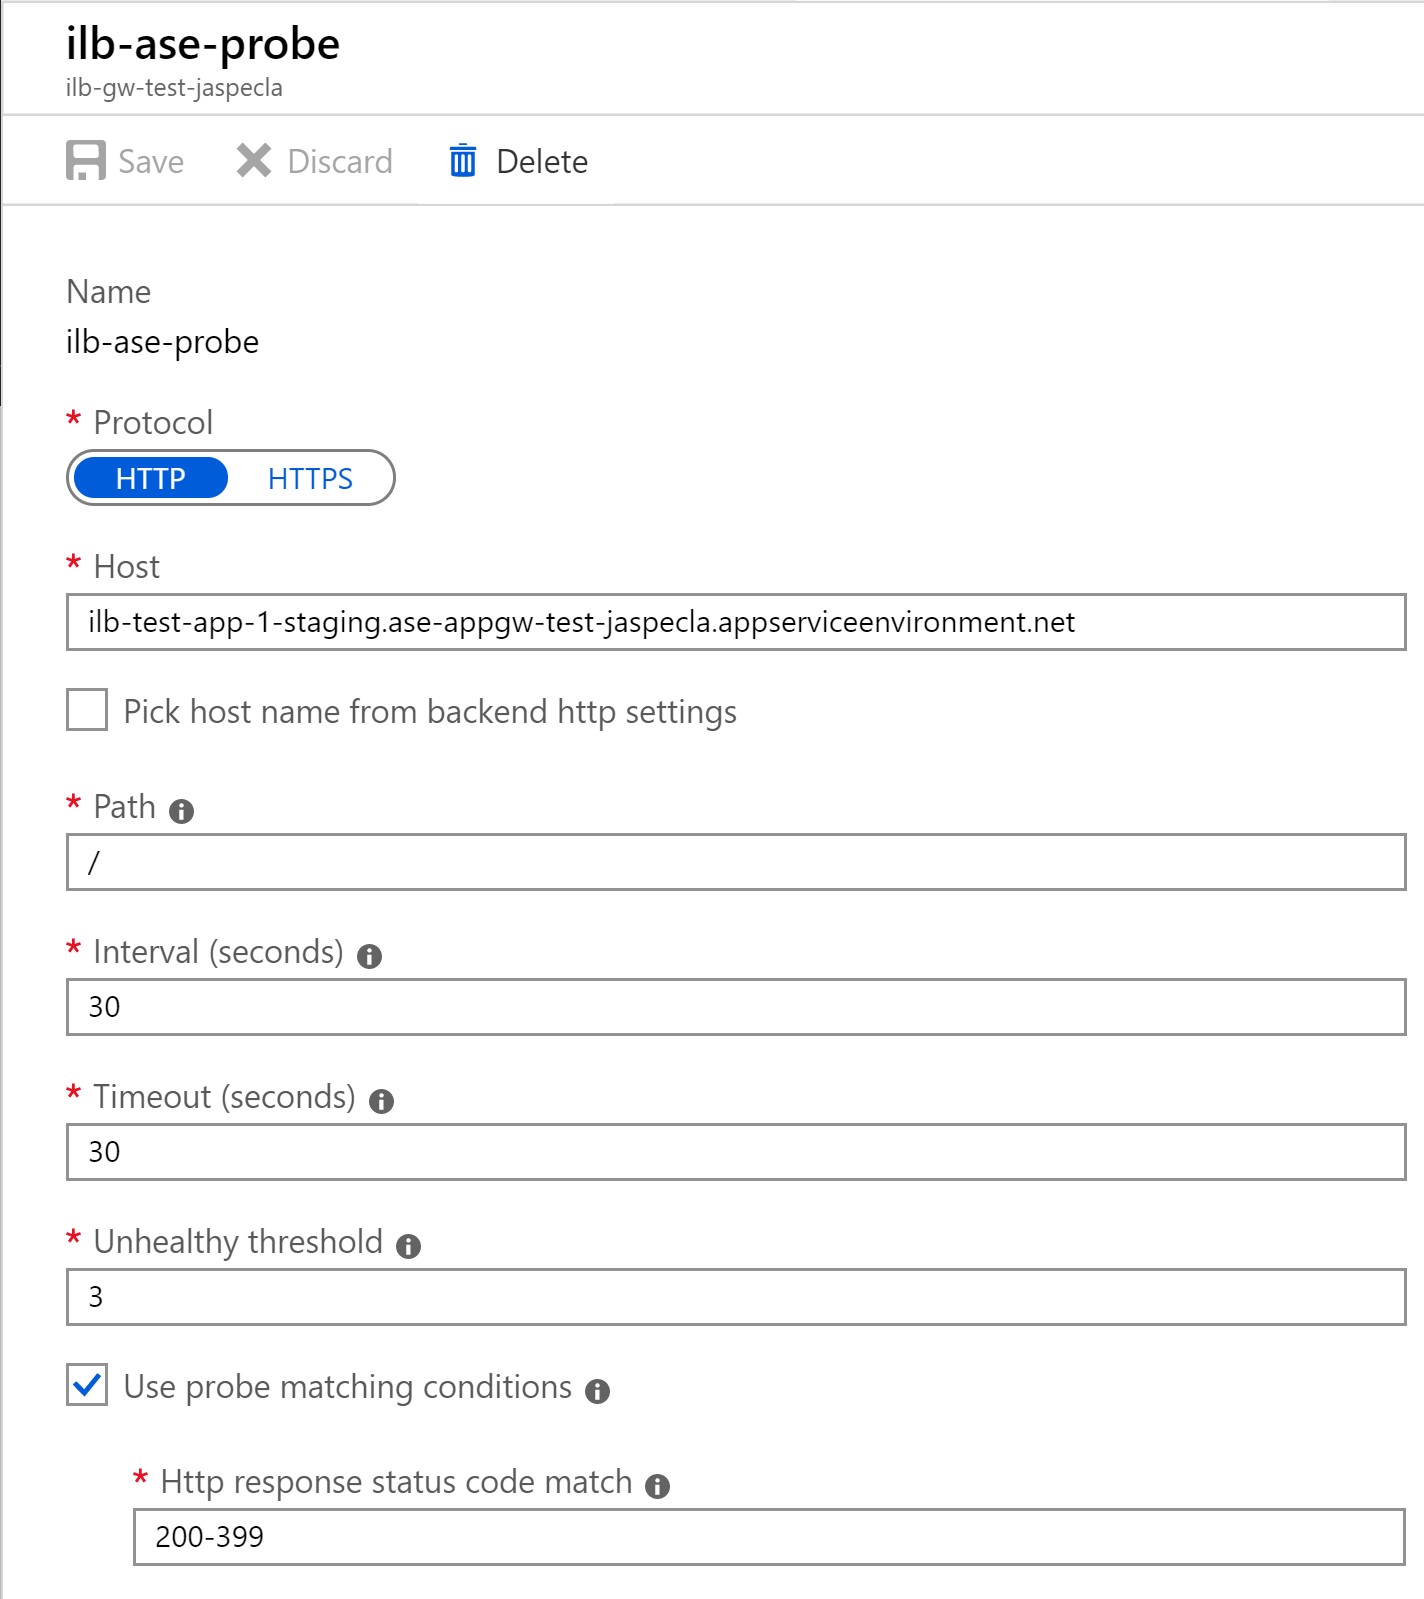 ilb-ase-probe
ilb-gw-test-jaspecla
Save Discard Delete
Name
ilb-ase-probe
* Protocol
HTTP HTTPS
* Host
ilb-test-app-1-staging.ase-appgw-test-jaspecla.appserviceenvironment.net
Pick host name from backend http settings
* Path
/
* Interval (seconds)
30
* Timeout (seconds)
30
* Unhealthy threshold
3
Use probe matching conditions
* Http response status code match
200-399